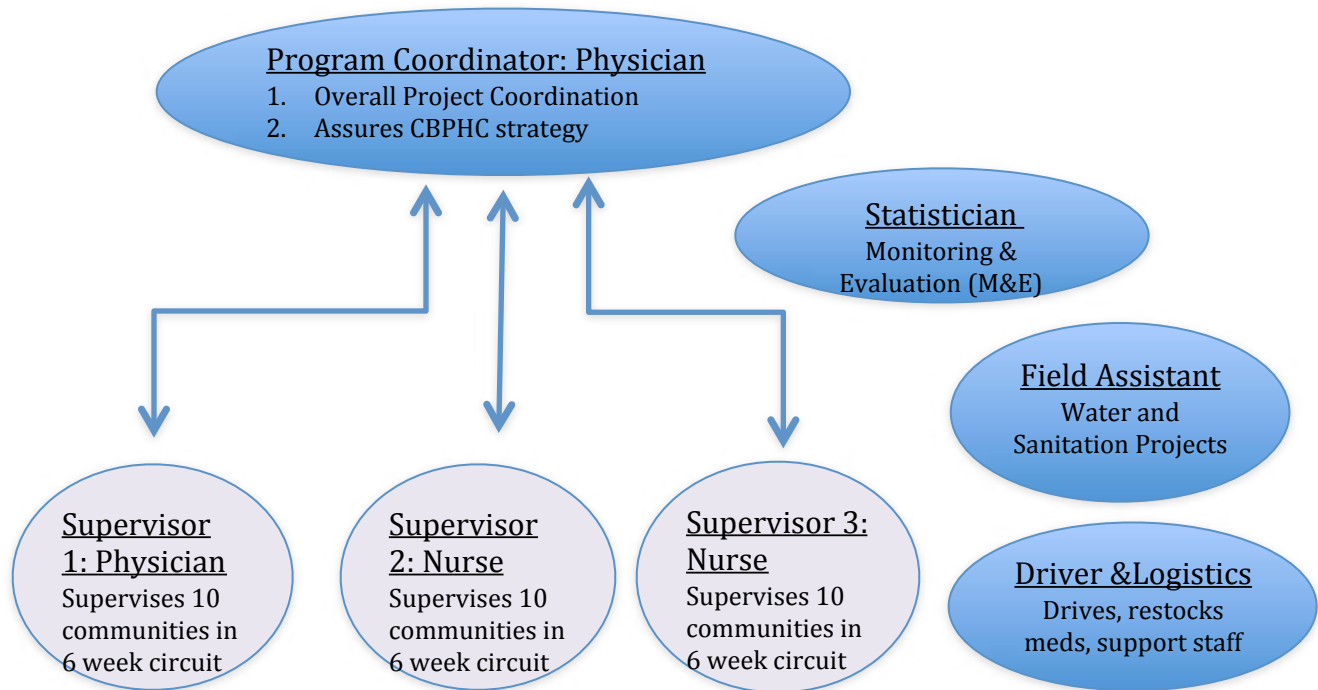 Program Coordinator: Physician
1. Overall Project Coordination
2. Assures CBPHC strategy
Statistician
Monitoring &
Evaluation (M&E)
Field Assistant
Water and
Sanitation Projects
Supervisor
1: Physician
Supervises 10
communities in
6 week circuit
Supervisor
2: Nurse
Supervises 10
communities in
6 week circuit
Supervisor 3:
Nurse
Supervises 10
communities in
6 week circuit
Driver &Logistics
Drives, restocks
meds, support staff